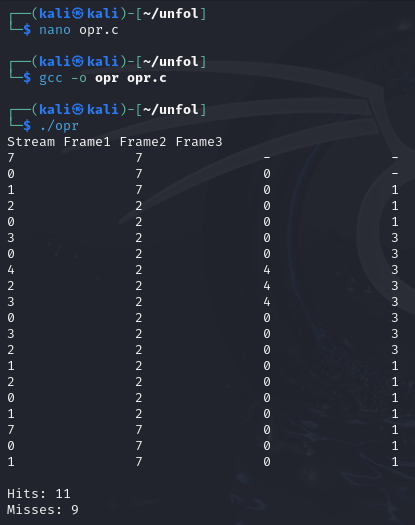 ┌──(kali㉿kali)-[~/unfol]
└─$ nano opr.c
┌──(kali㉿kali)-[~/unfol]
└─$ gcc -o opr opr.c
┌──(kali㉿kali)-[~/unfol]
└─$ ./opr
Stream Frame1 Frame2 Frame3
7 7 - -
0 7 0 -
1 7 0 1
2 2 0 1
0 2 0 1
3 2 0 3
0 2 0 3
4 2 4 3
2 2 4 3
3 2 4 3
0 2 0 3
3 2 0 3
2 2 0 3
1 2 0 1
2 2 0 1
0 2 0 1
1 2 0 1
7 7 0 1
0 7 0 1
1 7 0 1
Hits: 11
Misses: 9